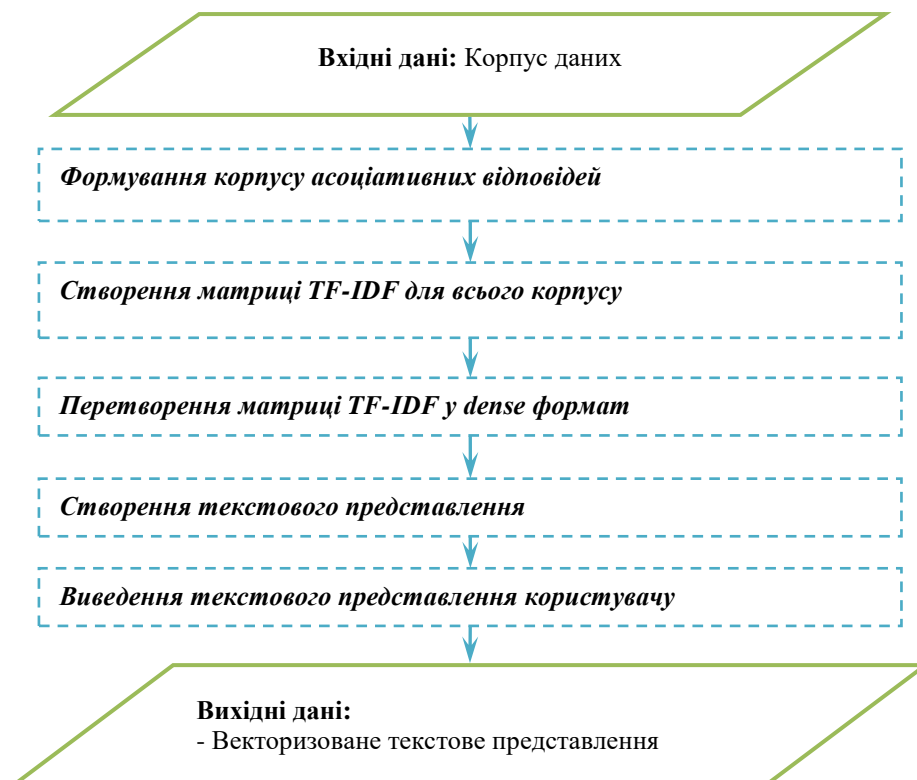 Вхідні дані: Корпус даних
Формування корпусу асоціативних відповідей
Створення матриці TF-IDF для всього корпусу
Перетворення матриці TF-IDF у dense формат
Створення текстового представлення
Виведення текстового представлення користувачу
Вихідні дані:
- Векторизоване текстове представлення